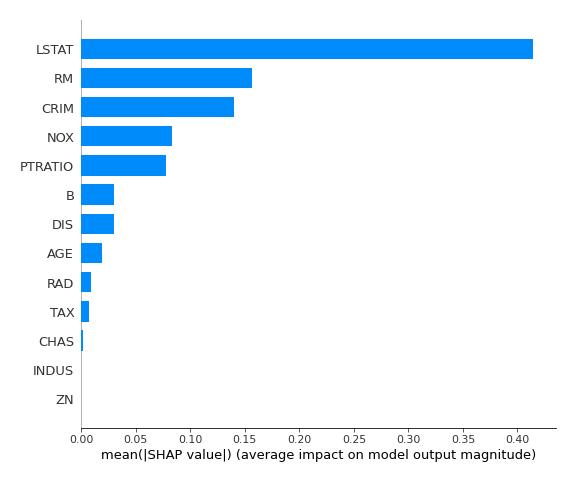 LSTAT
RM
CRIM
NOX
PTRATIO
B
DIS
AGE
RAD
TAX
CHAS
INDUS
ZN
0.00 0.05 0.10 0.15 0.20 0.25 0.30 0.35 0.40
mean(|SHAP value|) (average impact on model output magnitude)